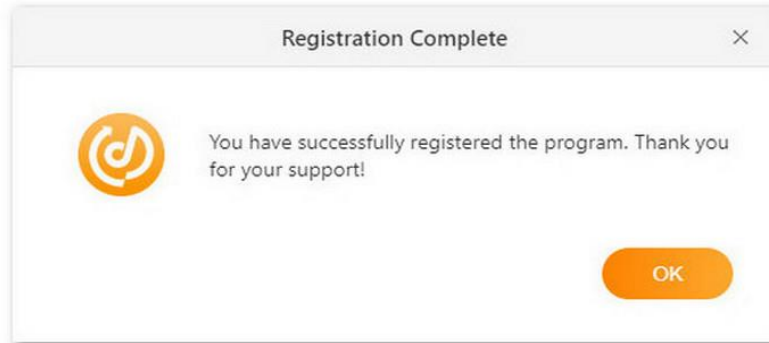 Registration Complete
You have successfully registered the program. Thank you
for your support!
OK